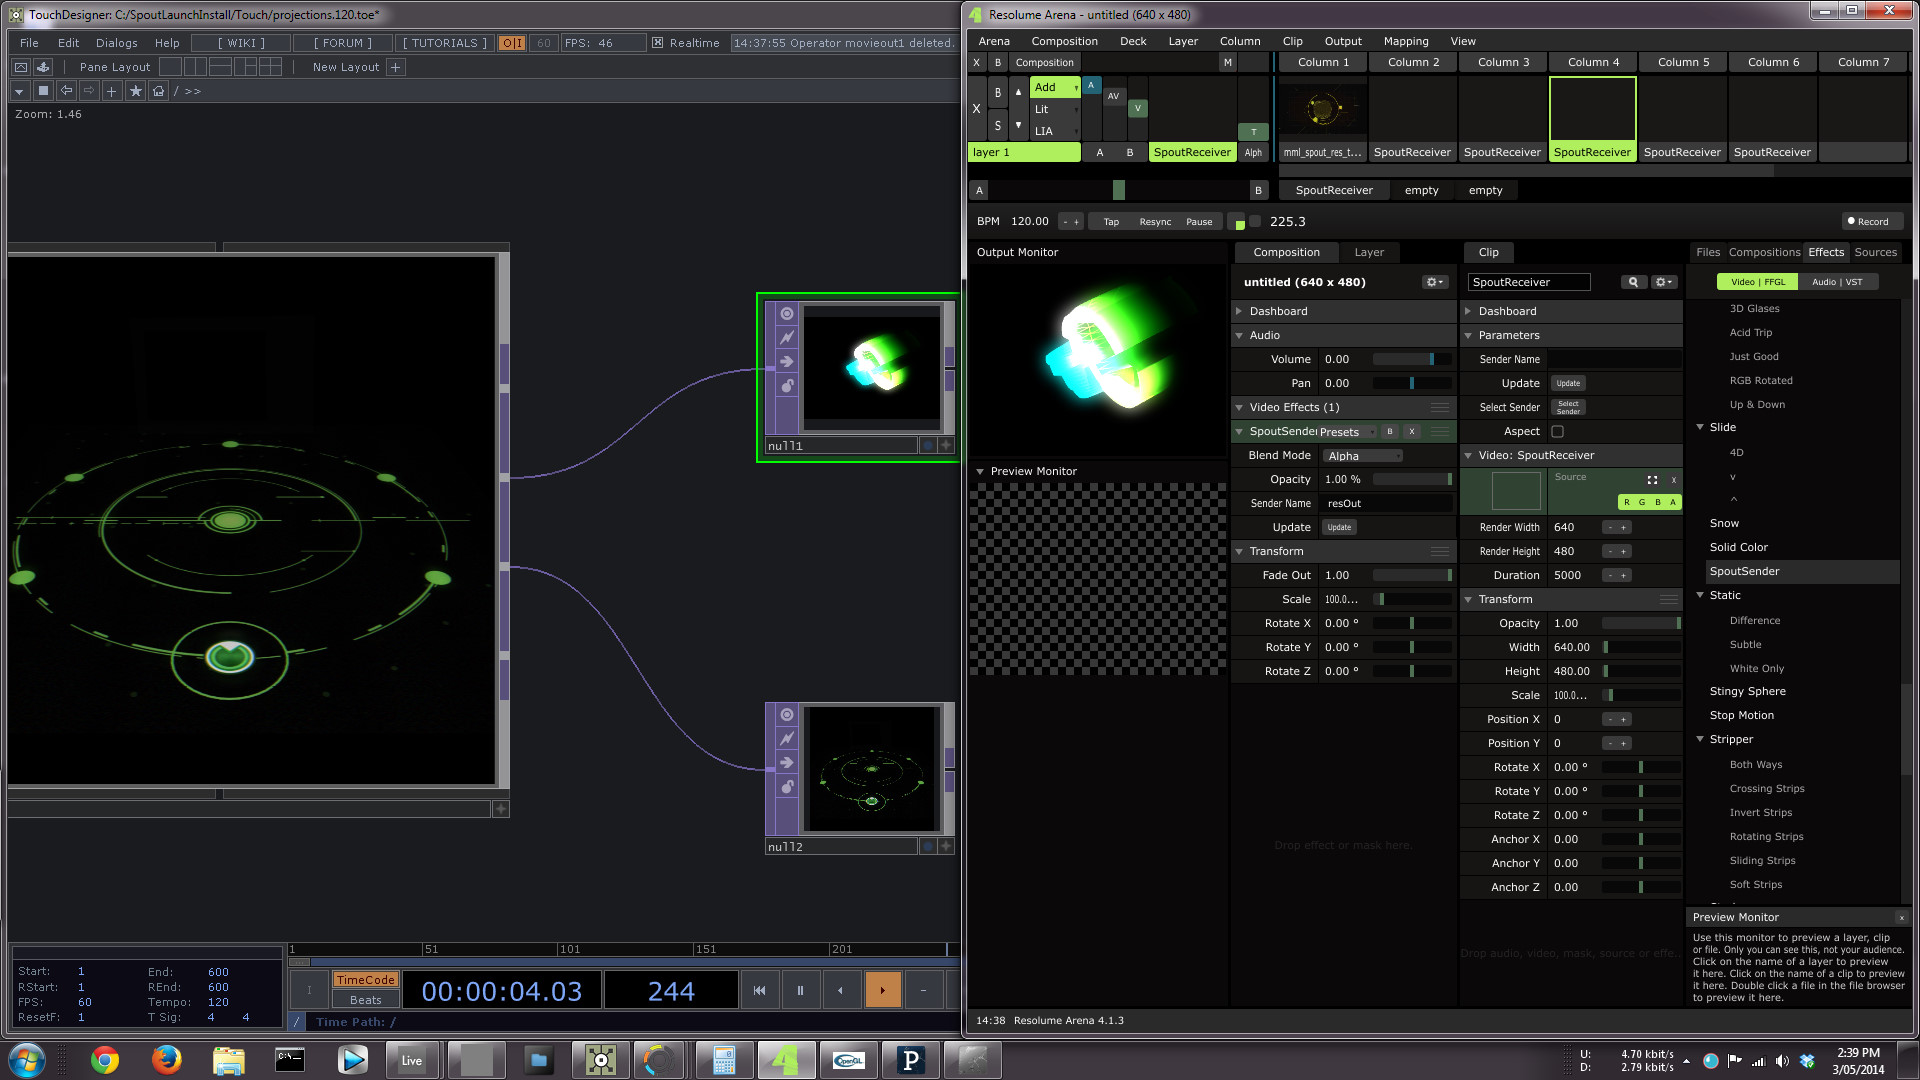 TouchDesigner: C:/SpoutLaunchInstall/Touch/projections.120.toe*
File Edit Dialogs Help [ WIKI ] [ FORUM ] [ TUTORIALS ] O|I 60 FPS: 46 Realtime 14:37:55 Operator movieout1 deleted.
Pane Layout New Layout +
/ >>
Zoom: 1.46
null1
null2
1 51 101 151 201
Start: 1 End: 600
RStart: 1 REnd: 600
FPS: 60 Tempo: 120
ResetF: 1 T Sig: 4 4
TimeCode
Beats
00:00:04.03 244
/ Time Path: /
Resolume Arena - untitled (640 x 480)
Arena Composition Deck Layer Column Clip Output Mapping View
X B Composition M Column 1 Column 2 Column 3 Column 4 Column 5 Column 6 Column 7
X B S Add Lit LIA A AV V T
layer 1 A B SpoutReceiver Alph mml_spout_res_t... SpoutReceiver SpoutReceiver SpoutReceiver SpoutReceiver SpoutReceiver
A B SpoutReceiver empty empty
BPM 120.00 - + Tap Resync Pause 225.3 Record
Output Monitor
Preview Monitor
Composition Layer
untitled (640 x 480)
Dashboard
Audio
Volume 0.00
Pan 0.00
Video Effects (1)
SpoutSender Presets B X
Blend Mode Alpha
Opacity 1.00 %
Sender Name resOut
Update Update
Transform
Fade Out 1.00
Scale 100.0...
Rotate X 0.00 °
Rotate Y 0.00 °
Rotate Z 0.00 °
Drop effect or mask here.
Clip
SpoutReceiver
Dashboard
Parameters
Sender Name
Update Update
Select Sender Select Sender
Aspect
Video: SpoutReceiver
Source X
R G B A
Render Width 640 - +
Render Height 480 - +
Duration 5000 - +
Transform
Opacity 1.00
Width 640.00
Height 480.00
Scale 100.0...
Position X 0 - +
Position Y 0 - +
Rotate X 0.00 °
Rotate Y 0.00 °
Rotate Z 0.00 °
Anchor X 0.00
Anchor Y 0.00
Anchor Z 0.00
Drop audio, video, mask, source or effe...
Files Compositions Effects Sources
Video | FFGL Audio | VST
3D Glasses
Acid Trip
Just Good
RGB Rotated
Up & Down
Slide
4D
v
^
Snow
Solid Color
SpoutSender
Static
Difference
Subtle
White Only
Stingy Sphere
Stop Motion
Stripper
Both Ways
Crossing Strips
Invert Strips
Rotating Strips
Sliding Strips
Soft Strips
Preview Monitor x
Use this monitor to preview a layer, clip
or file. Only you can see this, not your audience.
Click on the name of a layer to preview
it here. Click on the name of a clip to preview
it here. Double click a file in the file browser
to preview it here.
14:38 Resolume Arena 4.1.3
Live
OpenGL
P
U: 4.70 kbit/s
D: 2.79 kbit/s
2:39 PM
3/05/2014